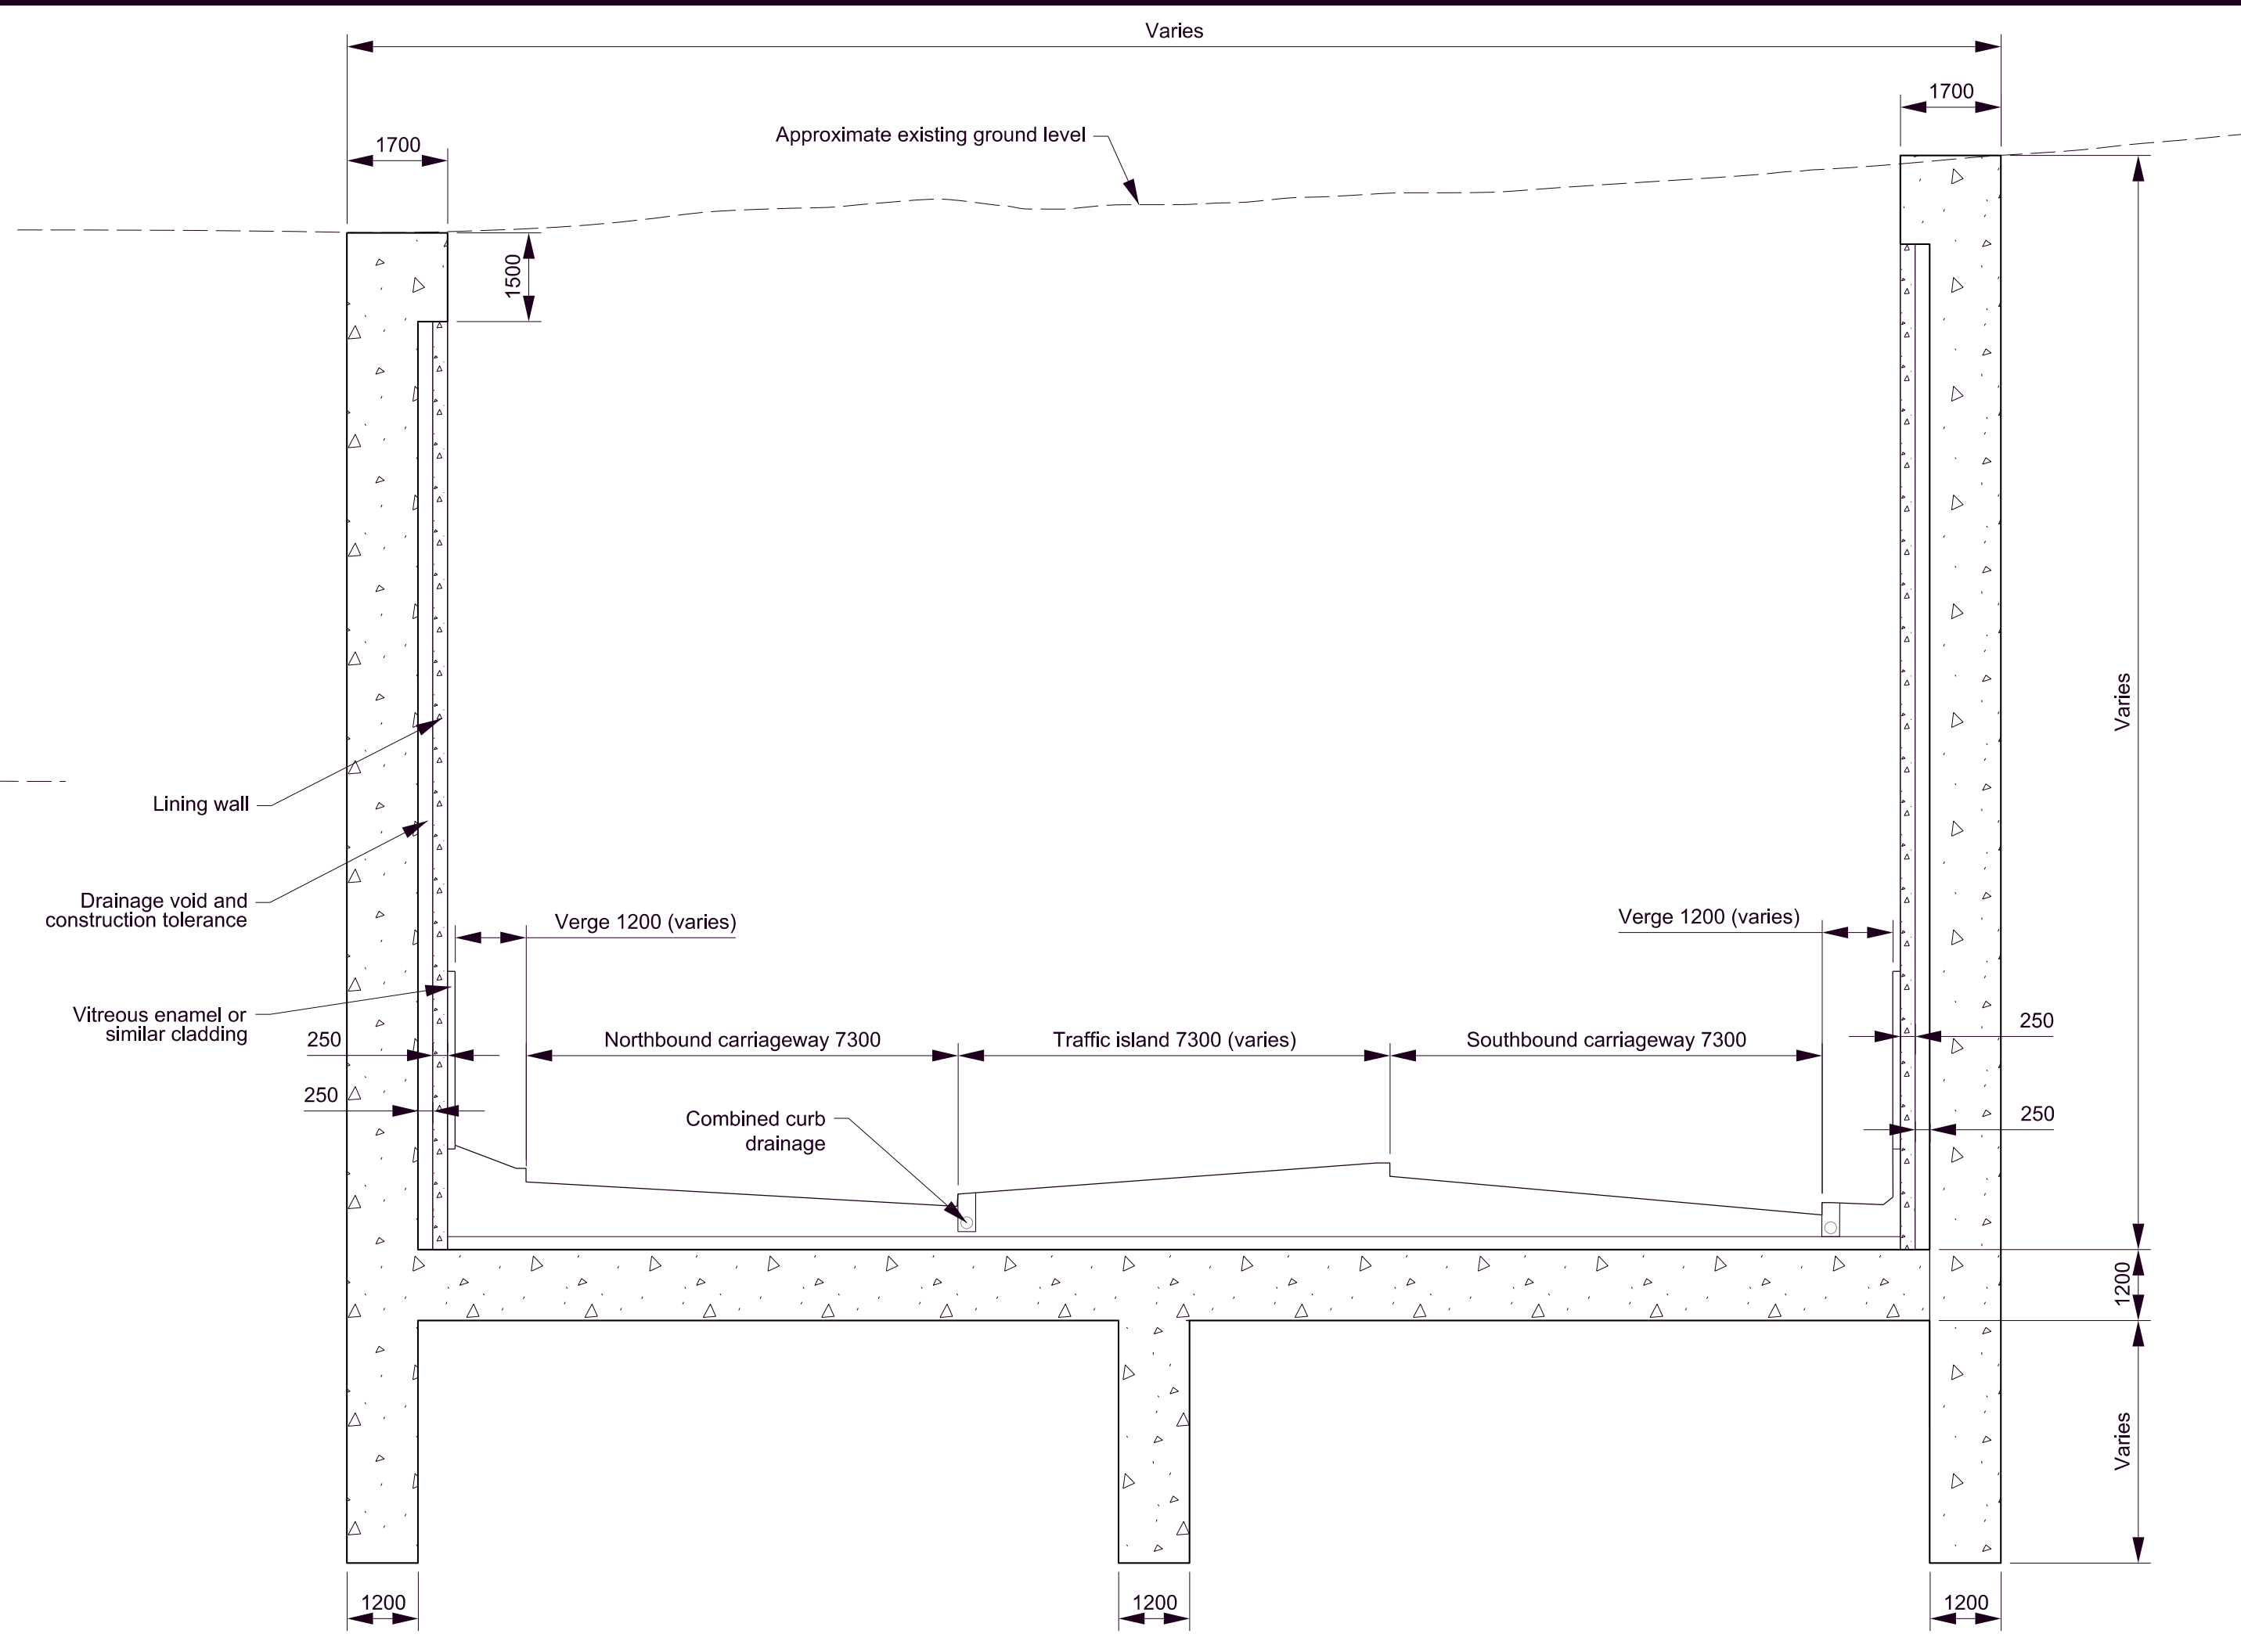 Varies
1700
1700
Approximate existing ground level
1500
Varies
Lining wall
Drainage void and
construction tolerance
Verge 1200 (varies)
Verge 1200 (varies)
Vitreous enamel or
similar cladding
250
Northbound carriageway 7300
Traffic island 7300 (varies)
Southbound carriageway 7300
250
250
Combined curb
drainage
250
1200
Varies
1200
1200
1200